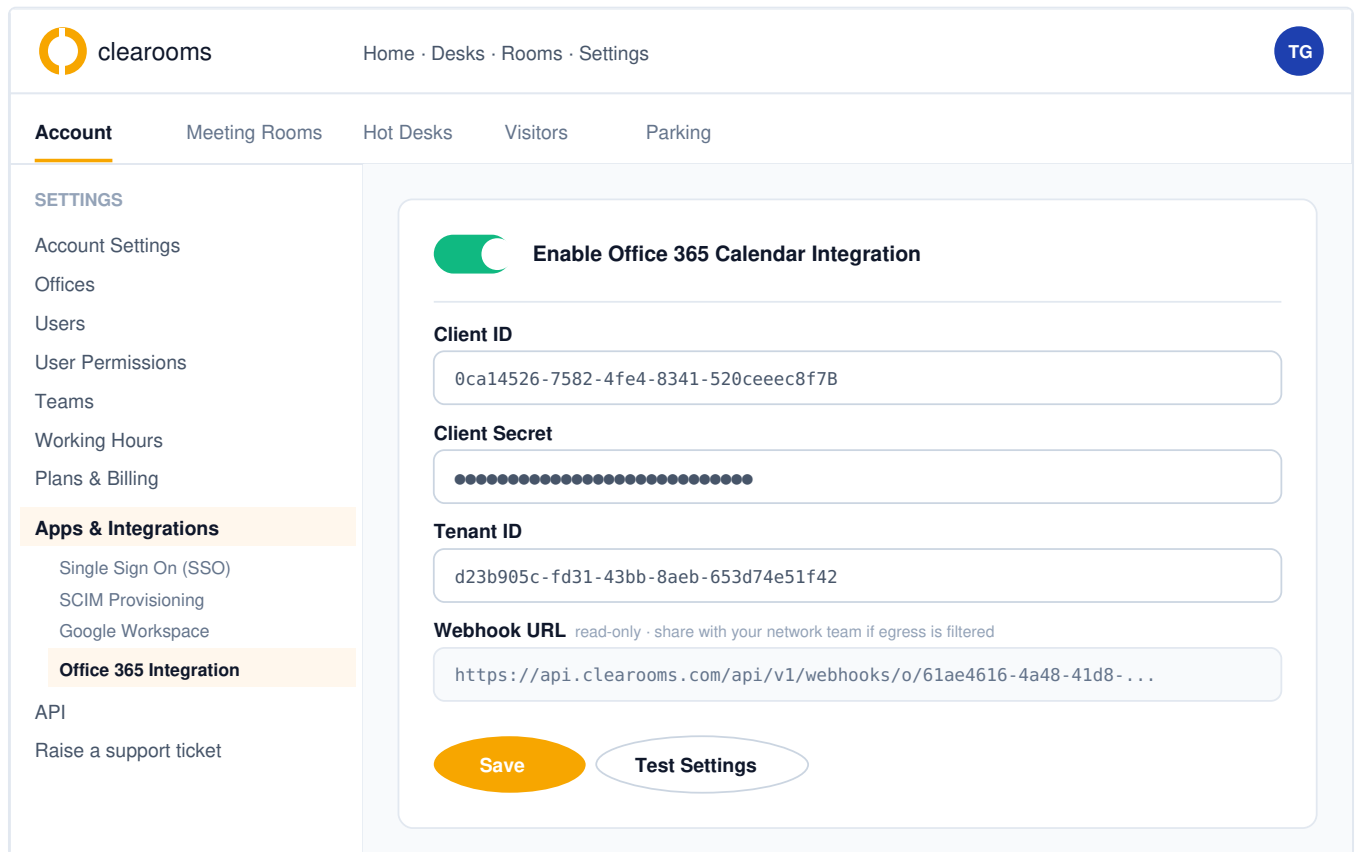 clearooms
Home · Desks · Rooms · Settings
TG
Account Meeting Rooms Hot Desks Visitors Parking
SETTINGS
Account Settings
Offices
Users
User Permissions
Teams
Working Hours
Plans & Billing
Apps & Integrations
Single Sign On (SSO)
SCIM Provisioning
Google Workspace
Office 365 Integration
API
Raise a support ticket
Enable Office 365 Calendar Integration
Client ID
0ca14526-7582-4fe4-8341-520ceeec8f7B
Client Secret
●●●●●●●●●●●●●●●●●●●●●●●●●●●●
Tenant ID
d23b905c-fd31-43bb-8aeb-653d74e51f42
Webhook URL read-only · share with your network team if egress is filtered
https://api.clearooms.com/api/v1/webhooks/o/61ae4616-4a48-41d8-...
Save Test Settings